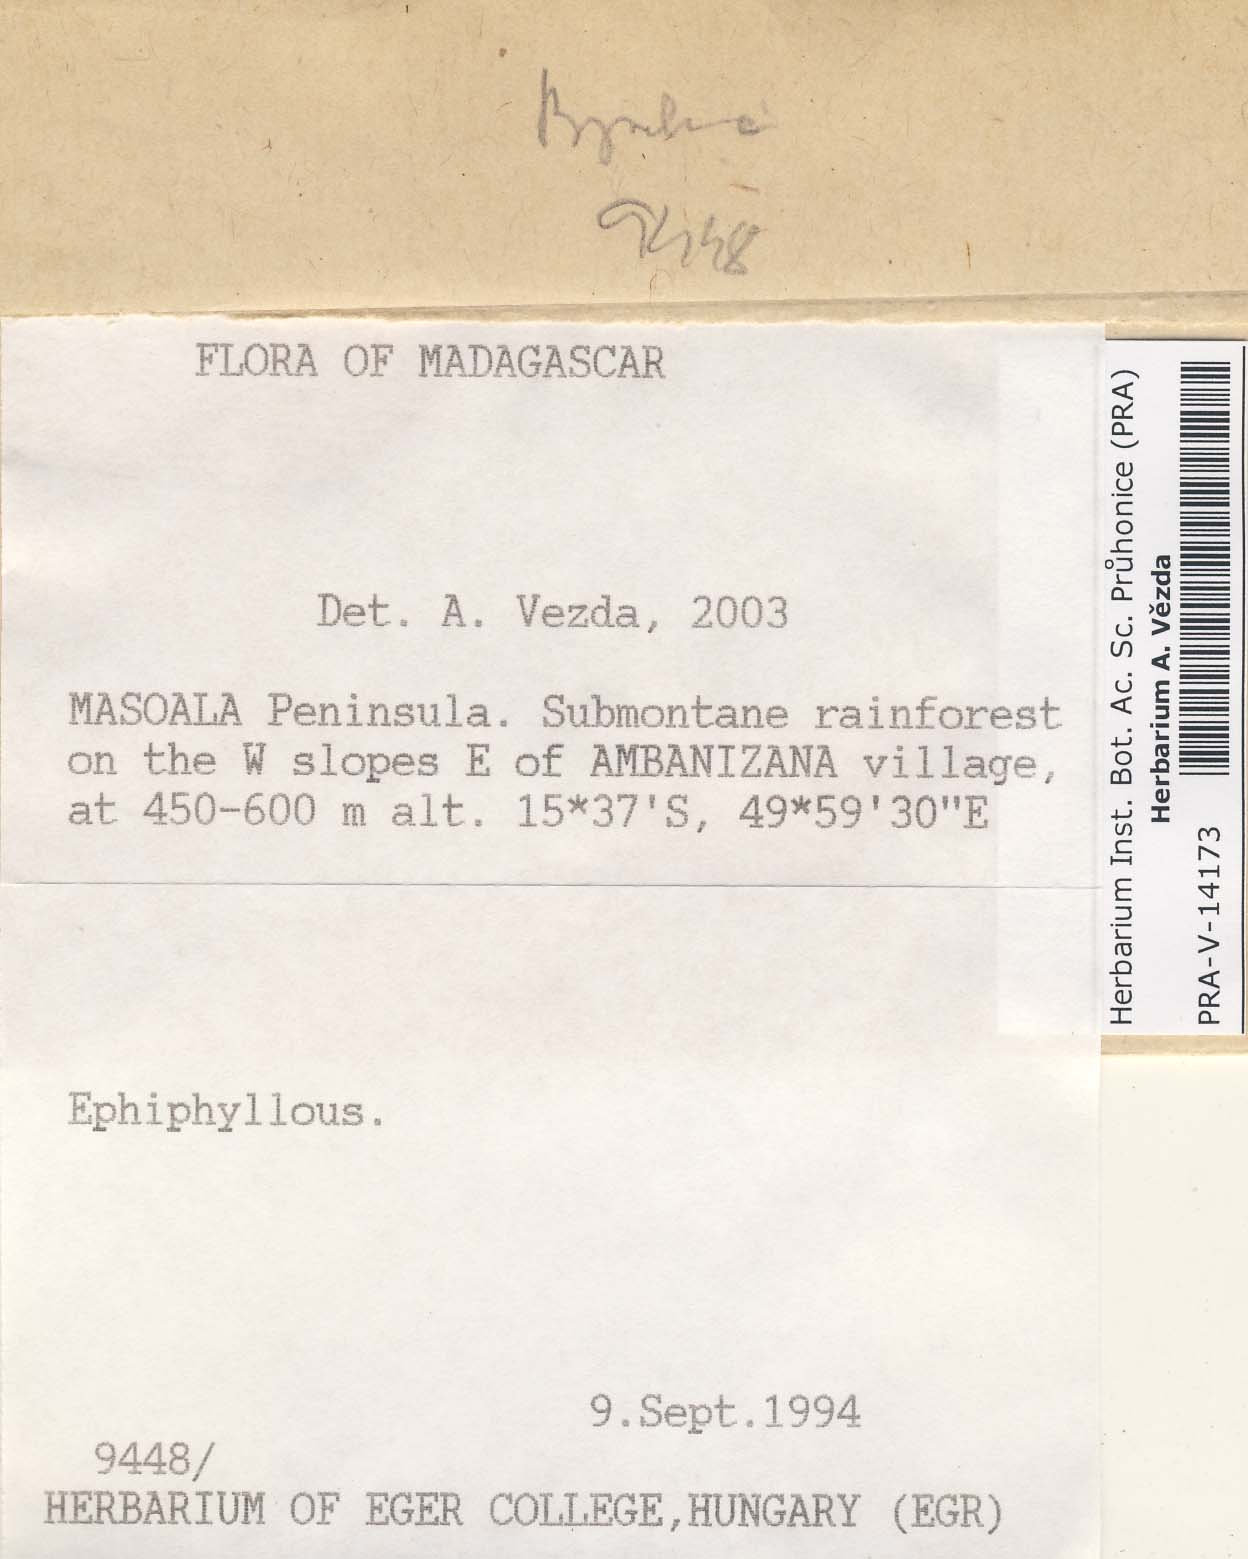 FLORA OF MADAGASCAR
Det. A. Vezda, 2003
MASOALA Peninsula. Submontane rainforest
on the W slopes E of AMBANIZANA village,
at 450-600 m alt. 15*37'S, 49*59'30"E
Ephiphyllous.
9.Sept.1994
9448/
HERBARIUM OF EGER COLLEGE,HUNGARY (EGR)
Herbarium Inst. Bot. Ac. Sc. Průhonice (PRA)
Herbarium A. Vězda
PRA-V-14173